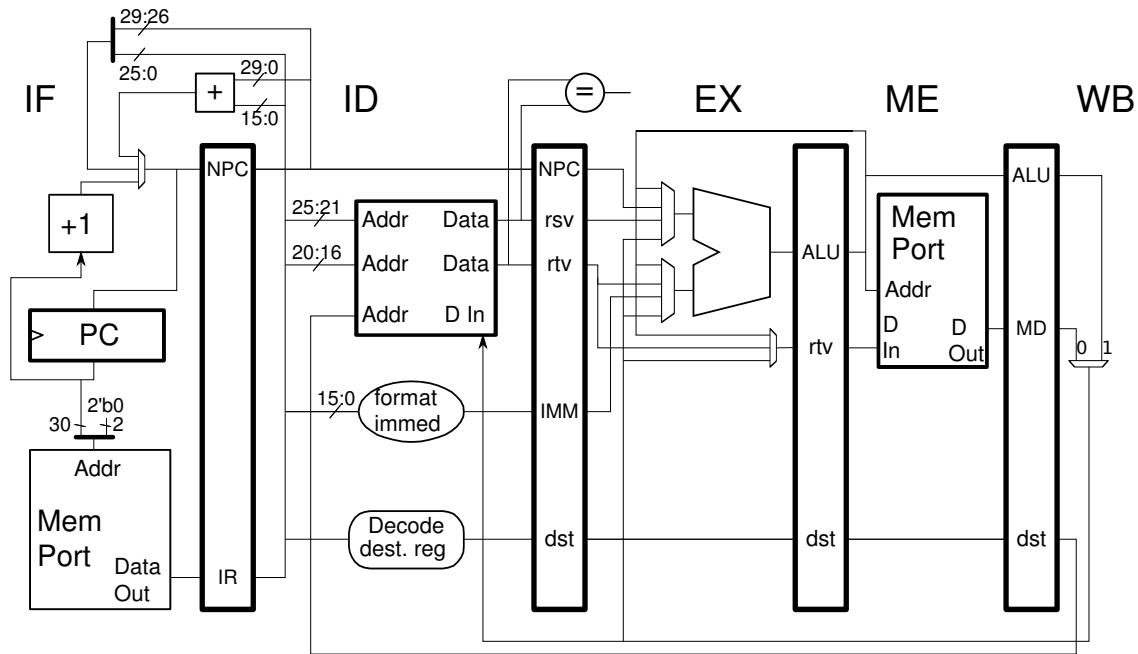 29:26
25:0
29:0
15:0
+
=
IF
ID
EX
ME
WB
NPC
NPC
ALU
+1
25:21
Addr
Data
rsv
Mem
Port
20:16
Addr
Data
rtv
ALU
Addr
Addr
D In
PC
D
In
D
Out
MD
rtv
0
1
15:0
format
immed
IMM
2'b0
30
2
Addr
Mem
Port
Data
Out
IR
Decode
dest. reg
dst
dst
dst